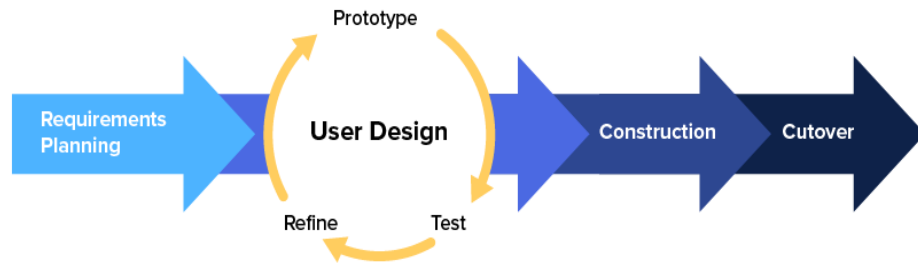 Prototype
Requirements
Planning
User Design
Construction
Cutover
Refine
Test